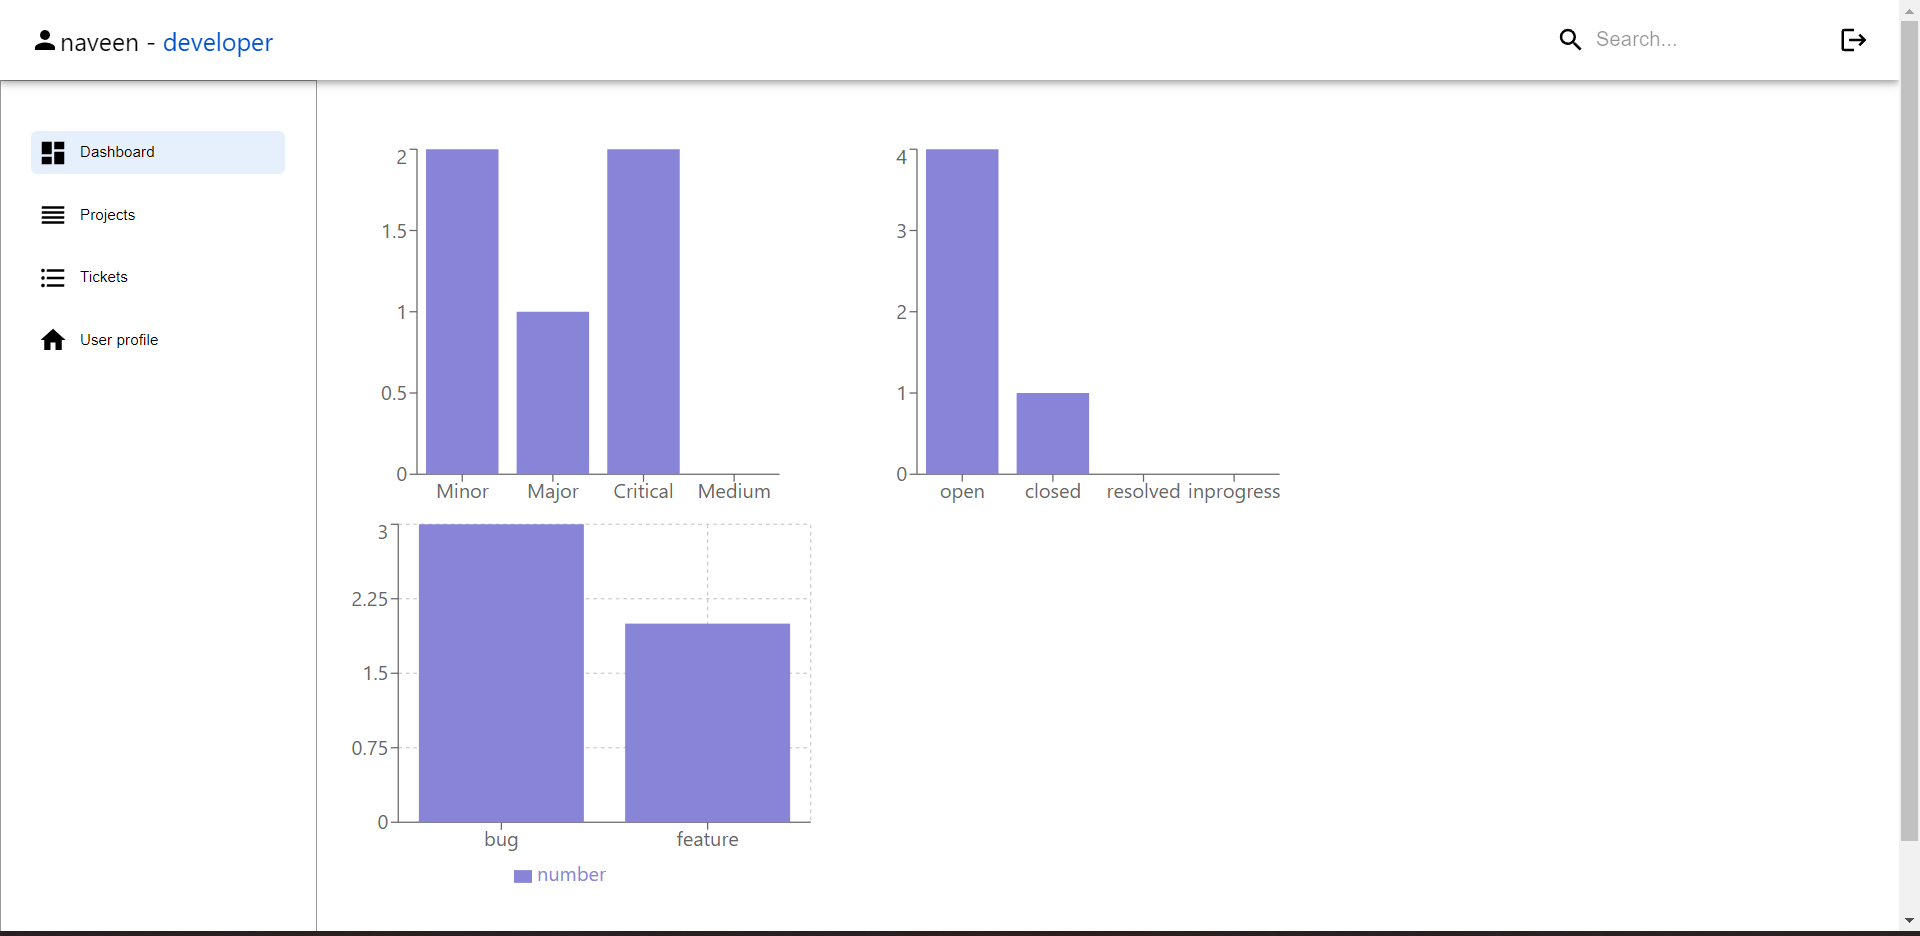 naveen - developer
Search...
Dashboard
Projects
Tickets
User profile
2
1.5
1
0.5
0
Minor Major Critical Medium
4
3
2
1
0
open closed resolved inprogress
3
2.25
1.5
0.75
0
bug feature
number